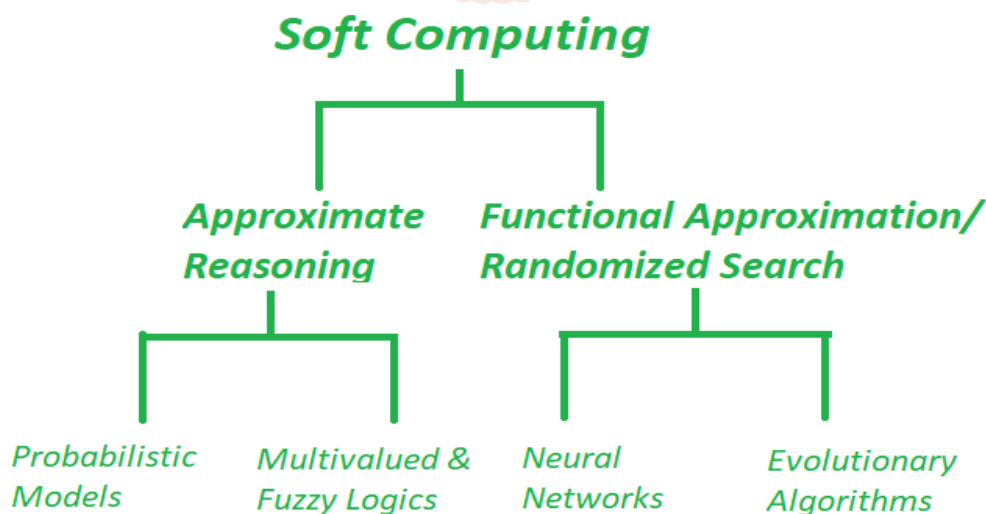 Soft Computing
Approximate
Reasoning
Functional Approximation/
Randomized Search
Probabilistic
Models
Multivalued &
Fuzzy Logics
Neural
Networks
Evolutionary
Algorithms